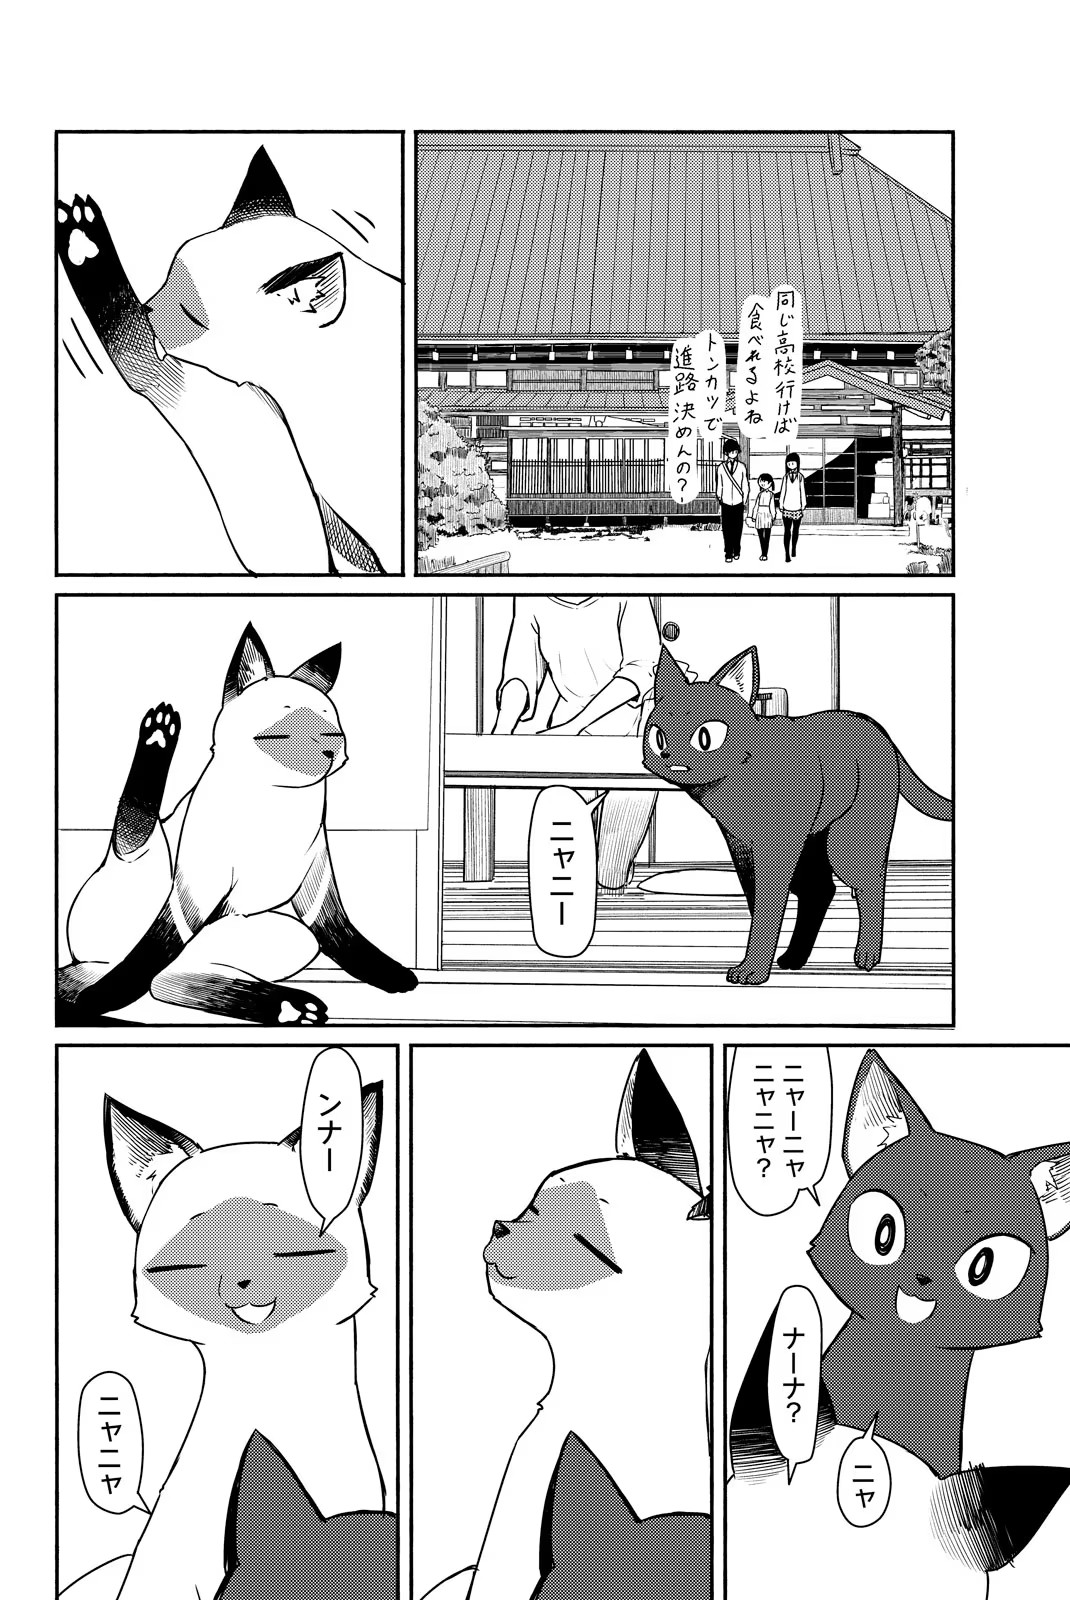 同じ高校行けば
食べれるよね
トンカツで
進路決めんの?
ニャニー
ニャーニャ
ニャニャ?
ナーナ?
ニャ
ンナー
ニャニャ